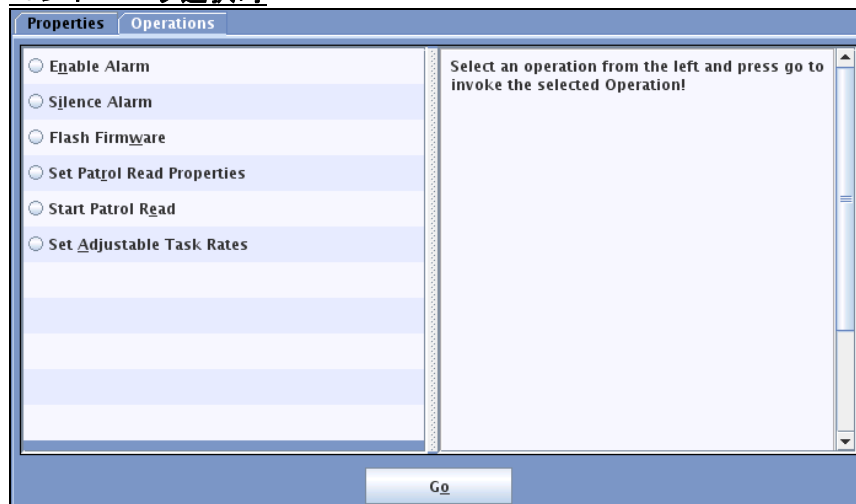 Properties Operations
Enable Alarm
Silence Alarm
Flash Firmware
Set Patrol Read Properties
Start Patrol Read
Set Adjustable Task Rates
Select an operation from the left and press go to
invoke the selected Operation!
Go